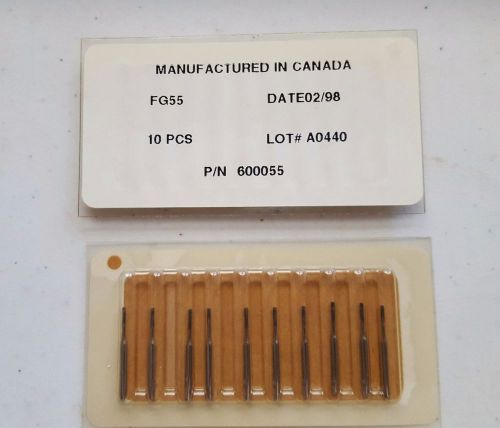 MANUFACTURED IN CANADA
FG55 DATE02/98
10 PCS LOT# A0440
P/N 600055